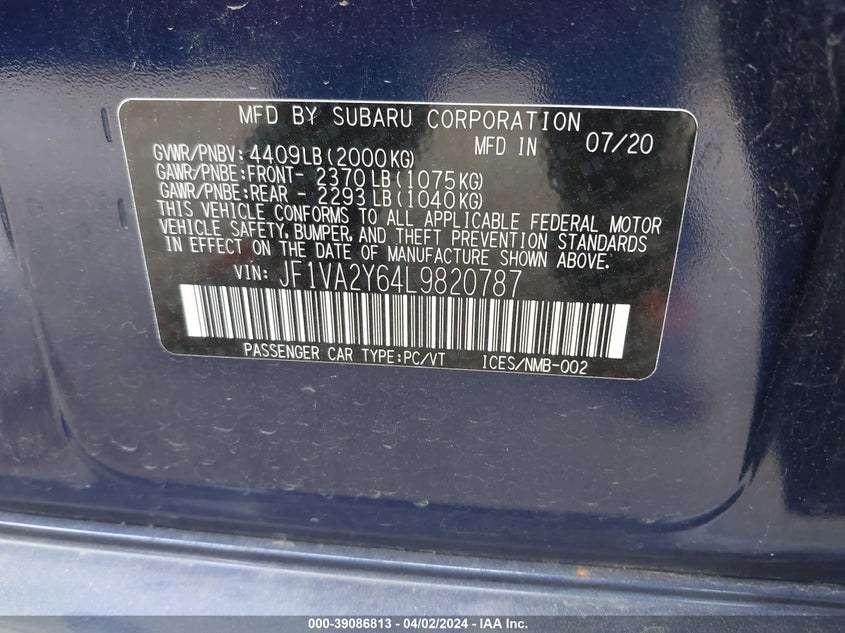 MFD BY SUBARU CORPORATION
MFD IN 07/20
GVWR/PNBV: 4409LB(2000KG)
GAWR/PNBE:FRONT- 2370LB(1075KG)
GAWR/PNBE:REAR - 2293LB(1040KG)
THIS VEHICLE CONFORMS TO ALL APPLICABLE FEDERAL MOTOR
VEHICLE SAFETY, BUMPER, AND THEFT PREVENTION STANDARDS
IN EFFECT ON THE DATE OF MANUFACTURE SHOWN ABOVE.
VIN: JF1VA2Y64L9820787
PASSENGER CAR TYPE:PC/VT ICES/NMB-002
000-39086813 - 04/02/2024 - IAA Inc.